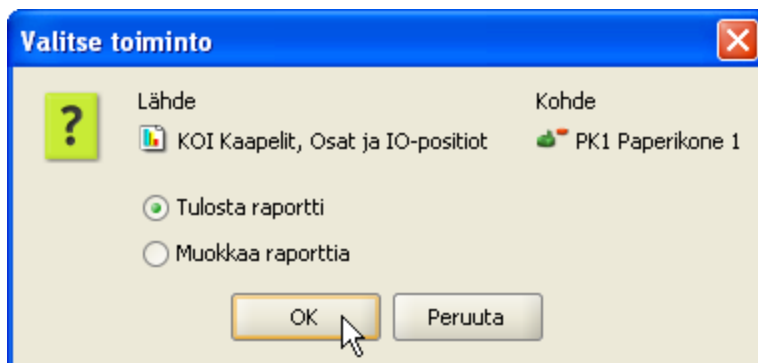 Valitse toiminto
Lähde Kohde
KOI Kaapelit, Osat ja IO-positiot PK1 Paperikone 1
Tulosta raportti
Muokkaa raporttia
OK Peruuta